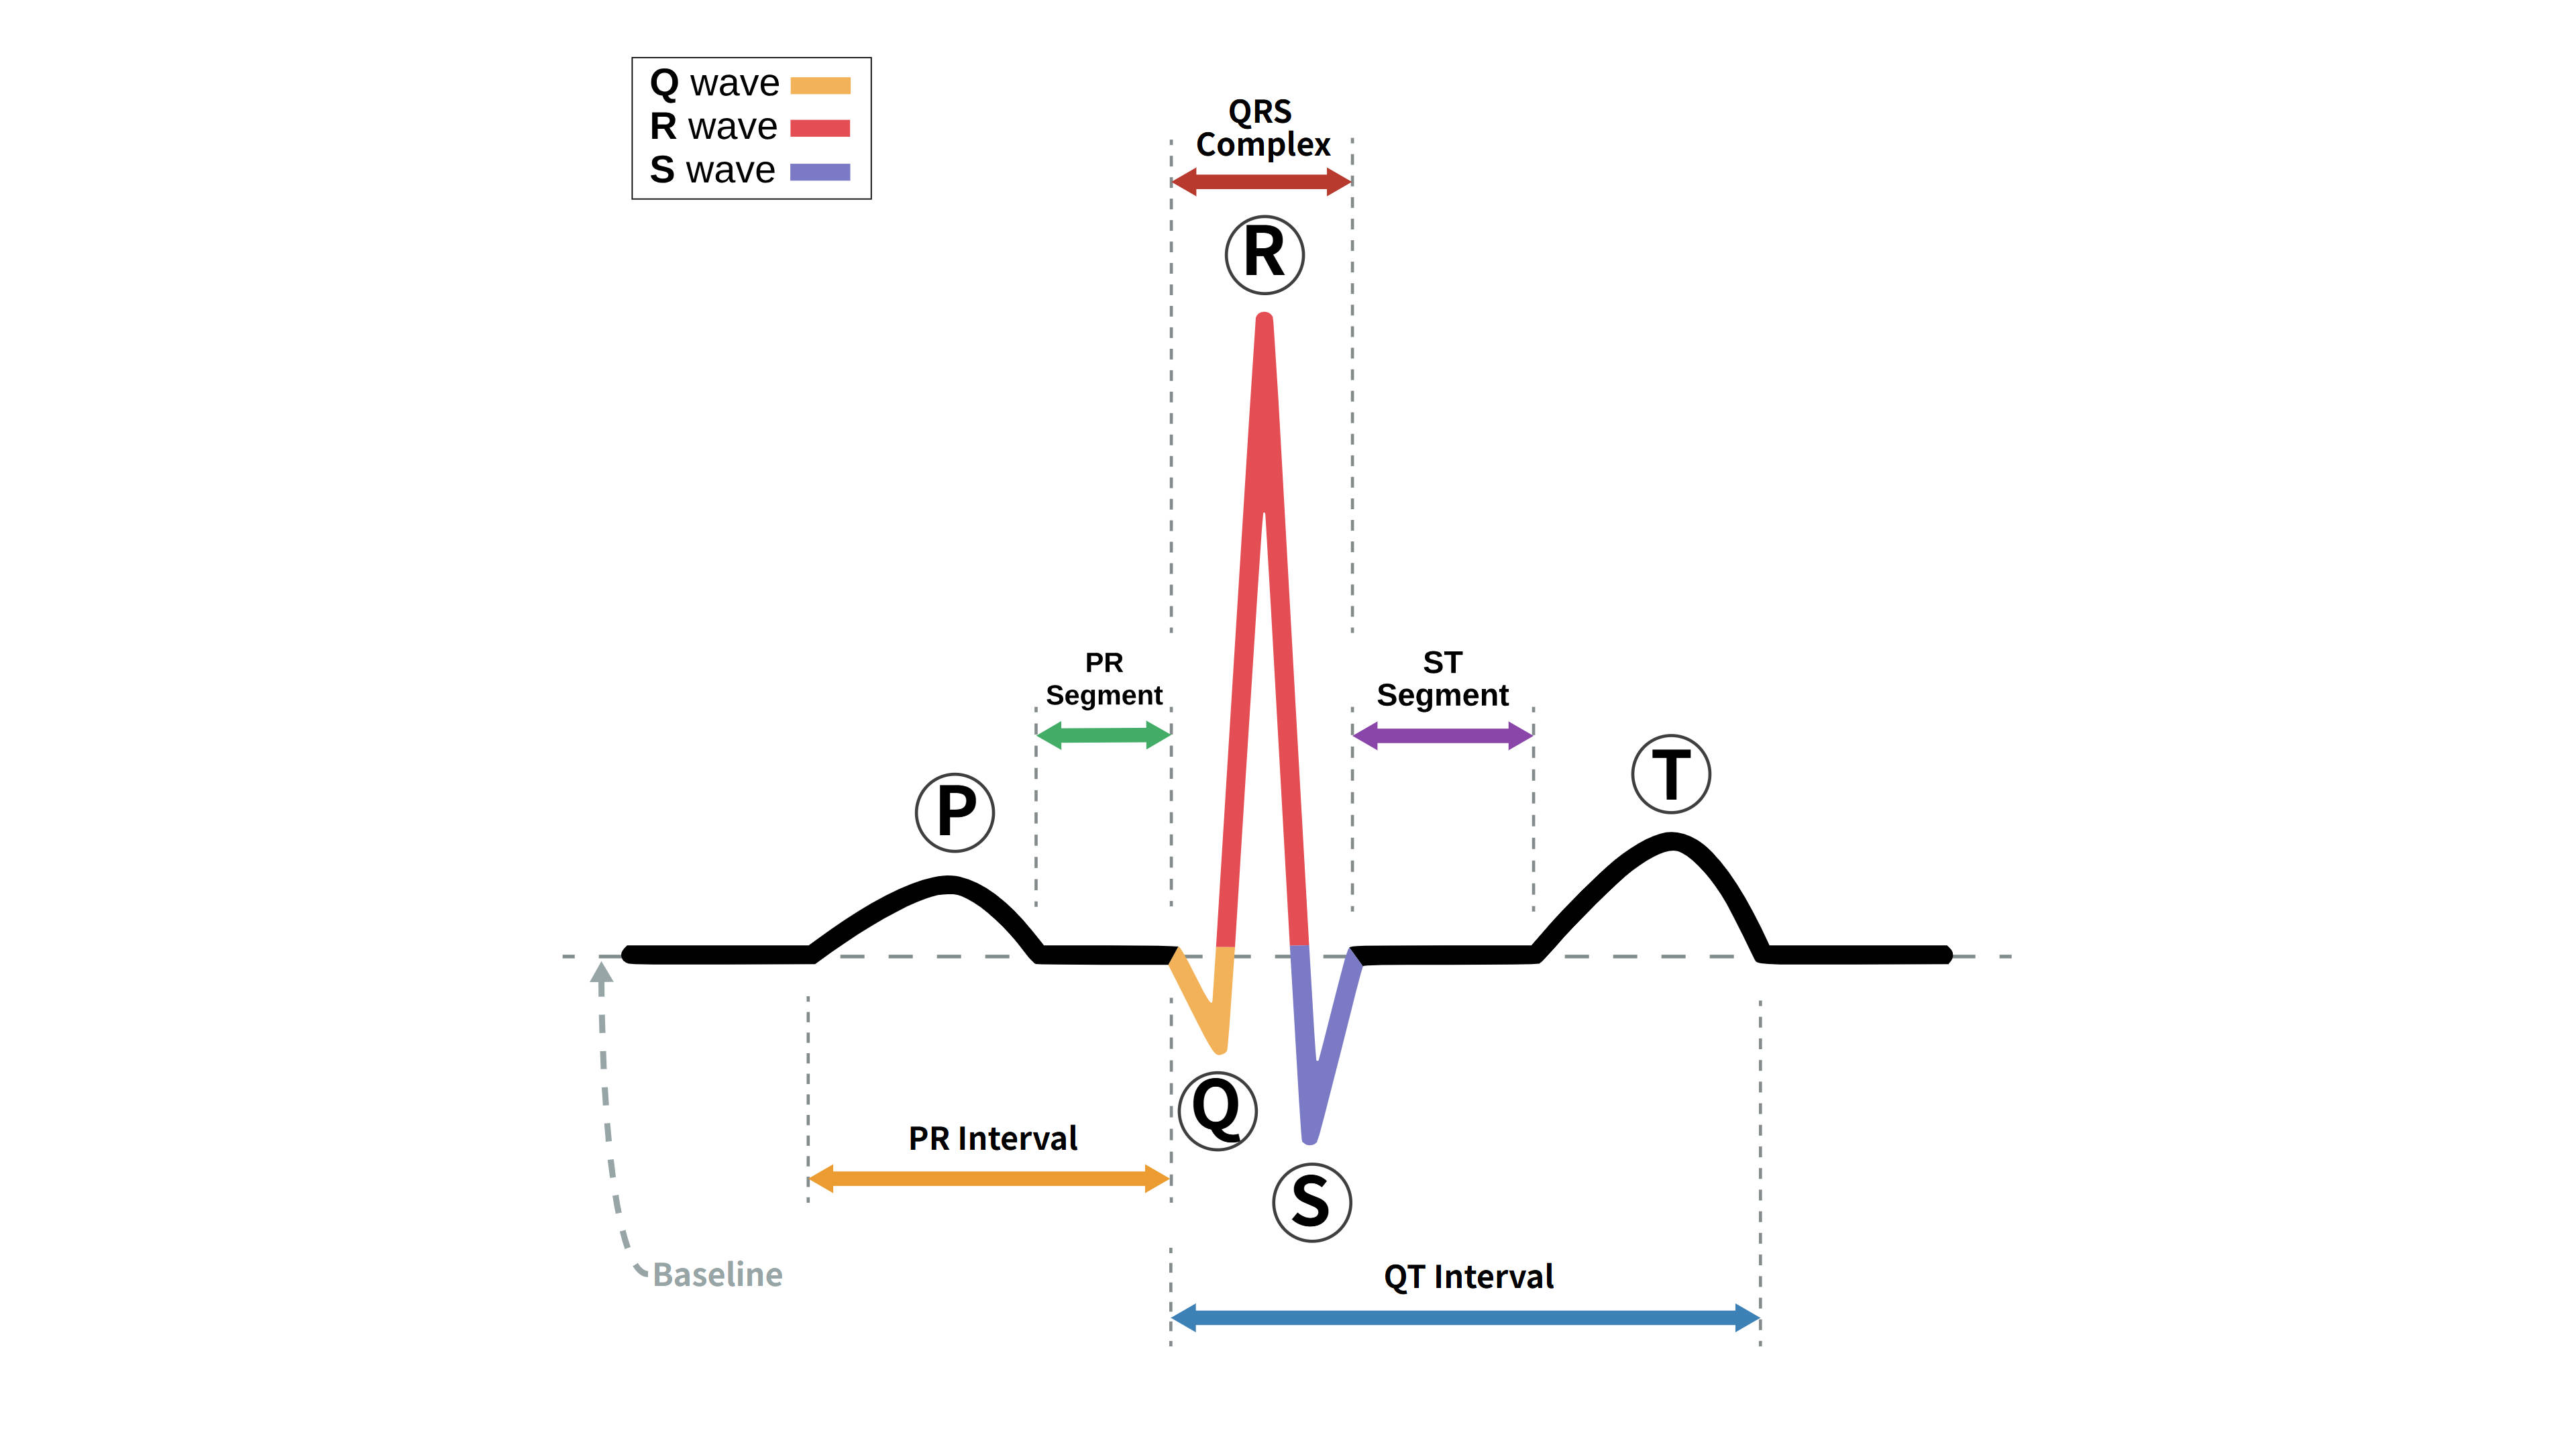 Q wave
R wave
S wave
QRS
Complex
R
PR
Segment
ST
Segment
P
T
Q
PR Interval
S
Baseline
QT Interval